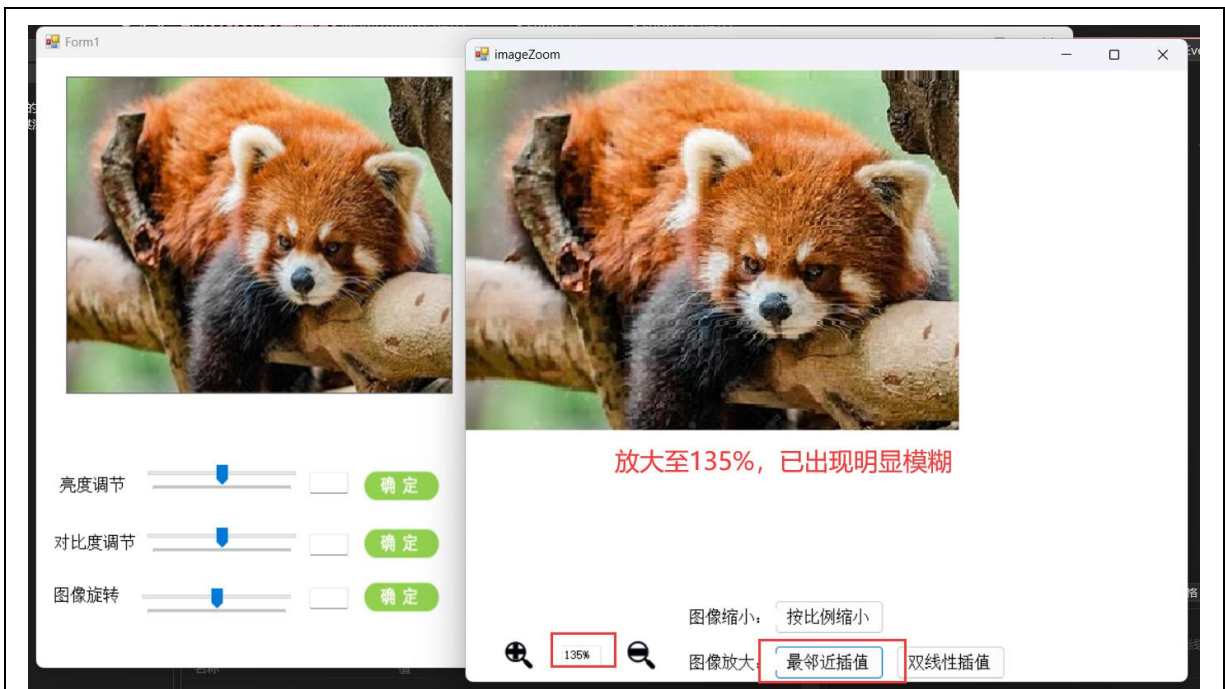 Form1
imageZoom
放大至135%，已出现明显模糊
亮度调节
确 定
对比度调节
确 定
图像旋转
确 定
图像缩小：
按比例缩小
135%
图像放大：
最邻近插值
双线性插值
名称
值